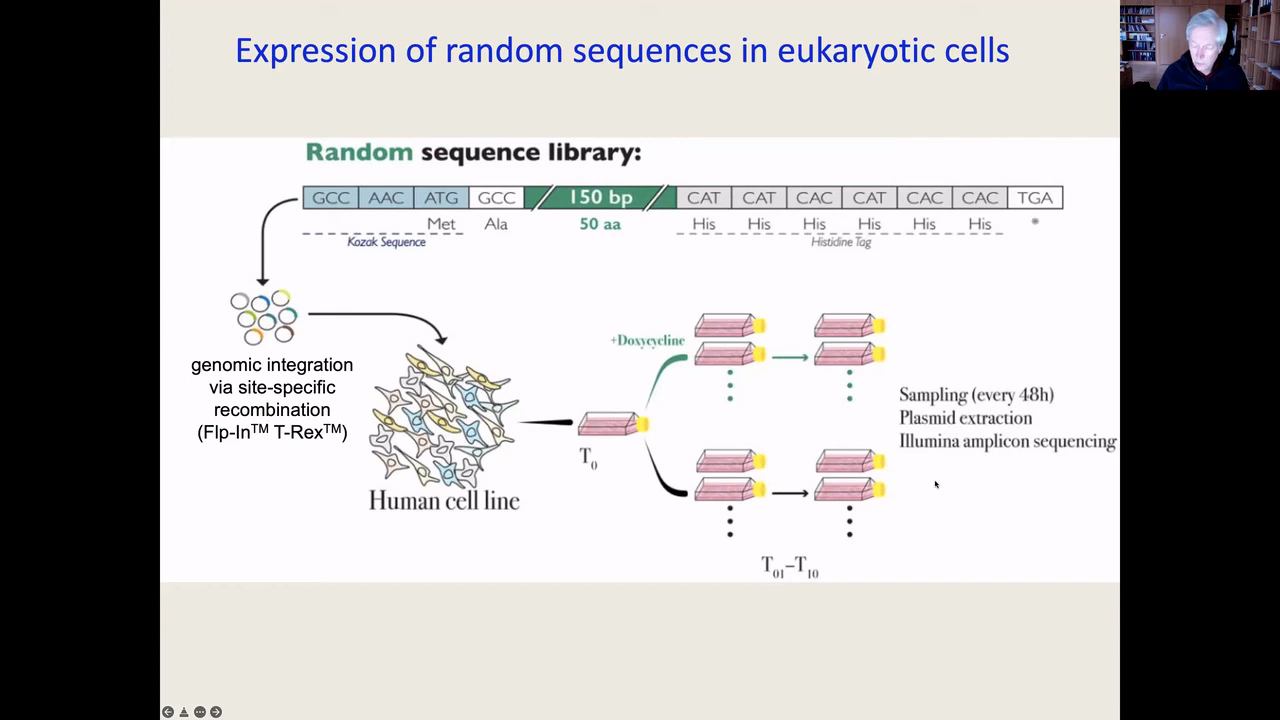 Expression of random sequences in eukaryotic cells
Random sequence library:
GCC AAC ATG GCC 150 bp CAT CAT CAC CAT CAC CAC TGA
Met Ala 50 aa His His His His His His *
Kozak Sequence Histidine Tag
genomic integration
via site-specific
recombination
(Flp-In™ T-Rex™)
Human cell line
T0
+Doxycycline
T01–T10
Sampling (every 48h)
Plasmid extraction
Illumina amplicon sequencing